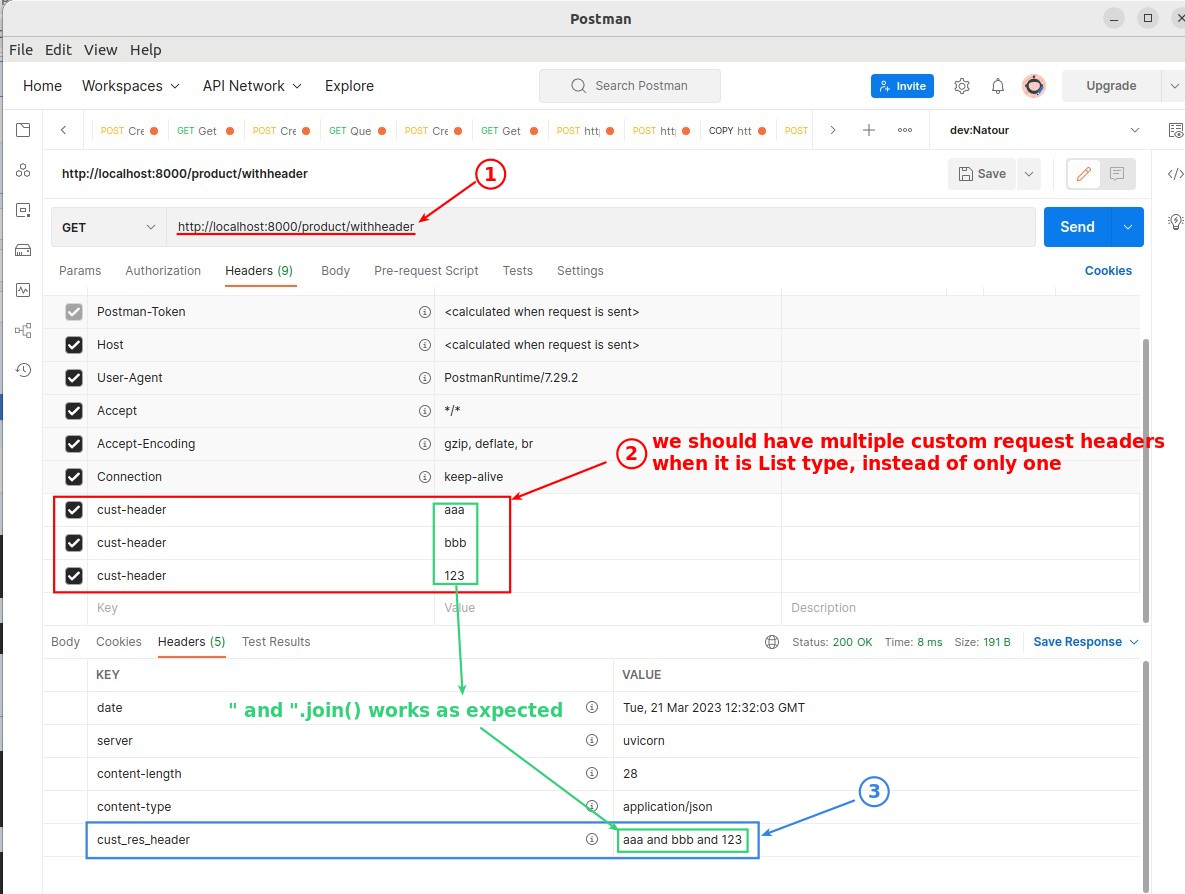 Postman
File Edit View Help
Home Workspaces API Network Explore Search Postman Invite Upgrade
POST Cre GET Get POST Cre GET Que POST Cre GET Get POST htt POST htt COPY htt POST dev:Natour
http://localhost:8000/product/withheader 1 Save </>
GET http://localhost:8000/product/withheader Send
Params Authorization Headers (9) Body Pre-request Script Tests Settings Cookies
Postman-Token <calculated when request is sent>
Host <calculated when request is sent>
User-Agent PostmanRuntime/7.29.2
Accept */*
Accept-Encoding gzip, deflate, br
2 we should have multiple custom request headers
when it is List type, instead of only one
Connection keep-alive
cust-header aaa
cust-header bbb
cust-header 123
Key Value Description
Body Cookies Headers (5) Test Results Status: 200 OK Time: 8 ms Size: 191 B Save Response
KEY VALUE
date Tue, 21 Mar 2023 12:32:03 GMT
" and ".join() works as expected
server uvicorn
content-length 28
content-type application/json
3
cust_res_header aaa and bbb and 123